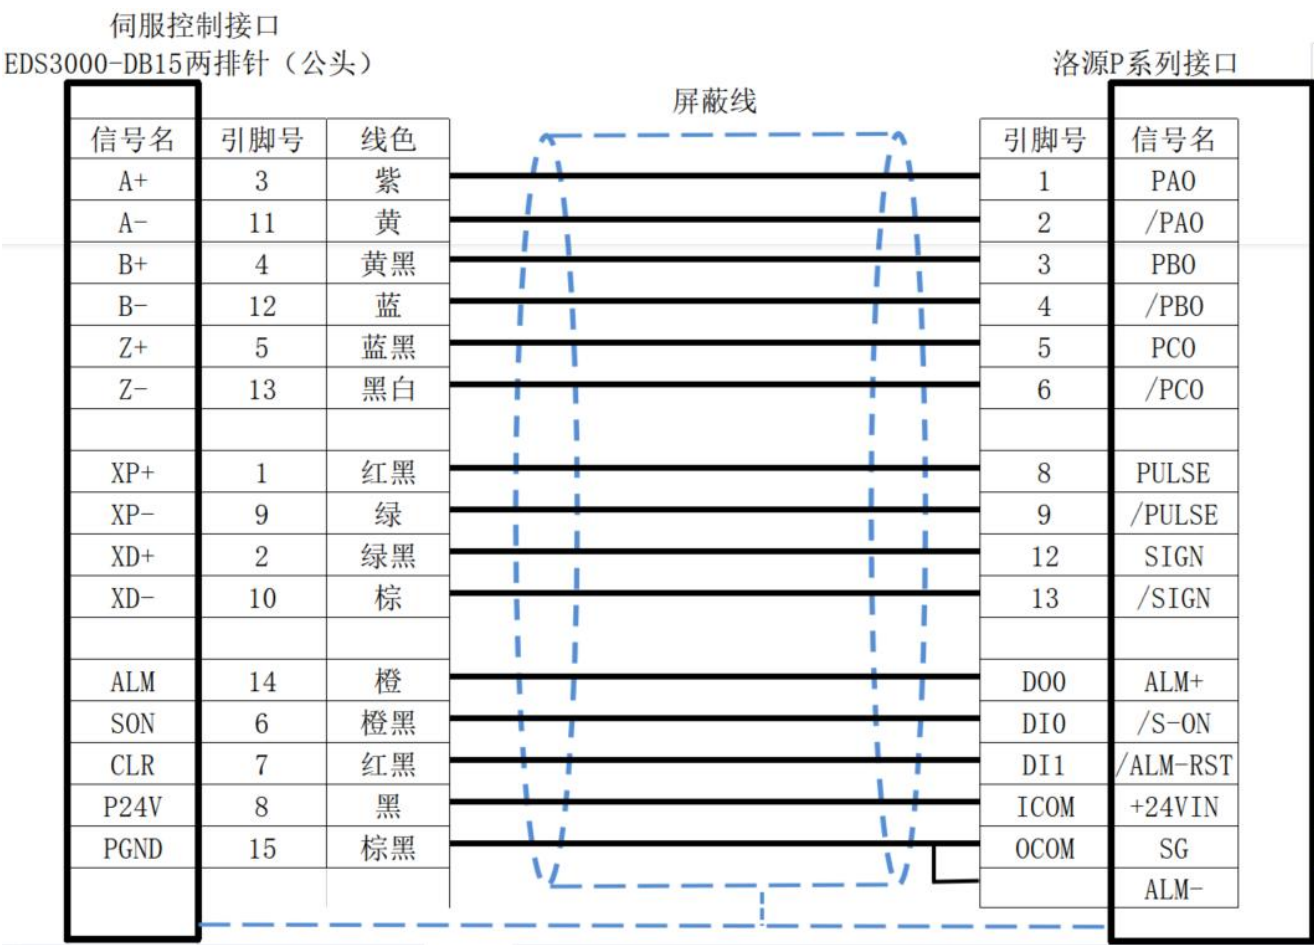 伺服控制接口
EDS3000-DB15两排针（公头）
洛源P系列接口
屏蔽线
信号名 引脚号 线色 引脚号 信号名
A+ 3 紫 1 PAO
A- 11 黄 2 /PAO
B+ 4 黄黑 3 PBO
B- 12 蓝 4 /PBO
Z+ 5 蓝黑 5 PCO
Z- 13 黑白 6 /PCO
XP+ 1 红黑 8 PULSE
XP- 9 绿 9 /PULSE
XD+ 2 绿黑 12 SIGN
XD- 10 棕 13 /SIGN
ALM 14 橙 DO0 ALM+
SON 6 橙黑 DI0 /S-ON
CLR 7 红黑 DI1 /ALM-RST
P24V 8 黑 ICOM +24VIN
PGND 15 棕黑 OCOM SG
ALM-